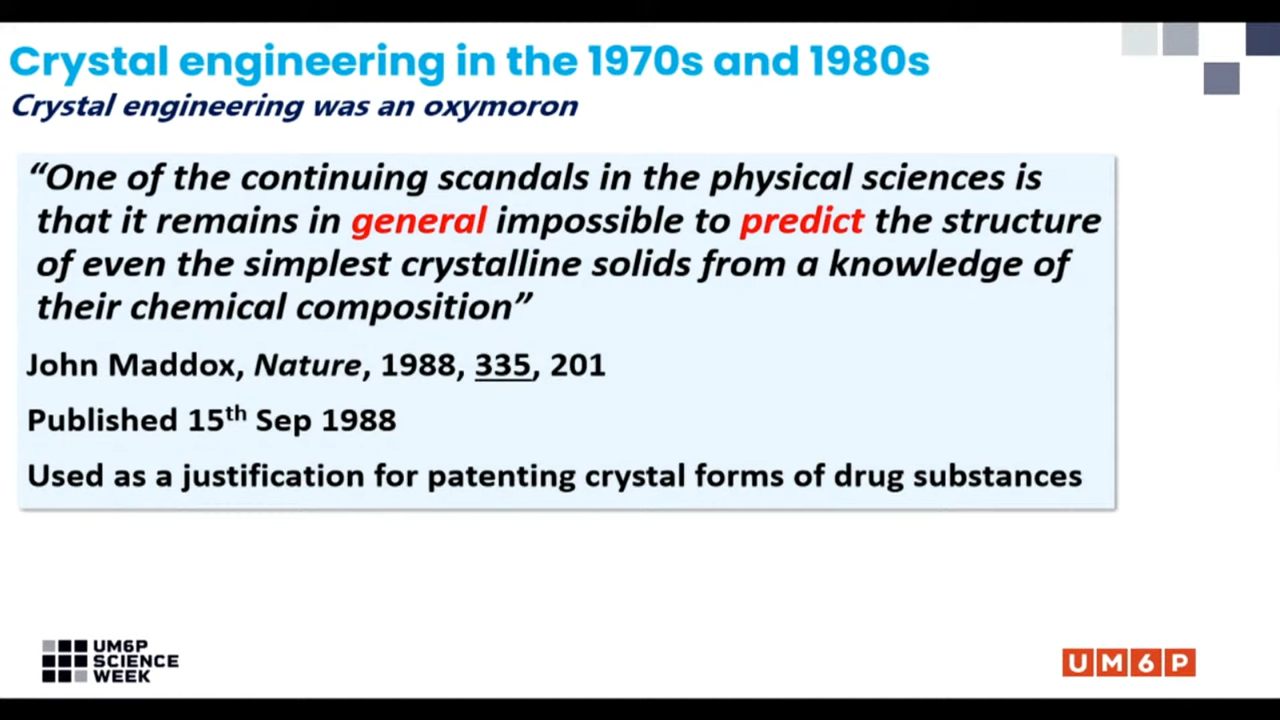 Crystal engineering in the 1970s and 1980s
Crystal engineering was an oxymoron
“One of the continuing scandals in the physical sciences is
that it remains in general impossible to predict the structure
of even the simplest crystalline solids from a knowledge of
their chemical composition”
John Maddox, Nature, 1988, 335, 201
Published 15th Sep 1988
Used as a justification for patenting crystal forms of drug substances
UM6P
SCIENCE
WEEK
UM6P